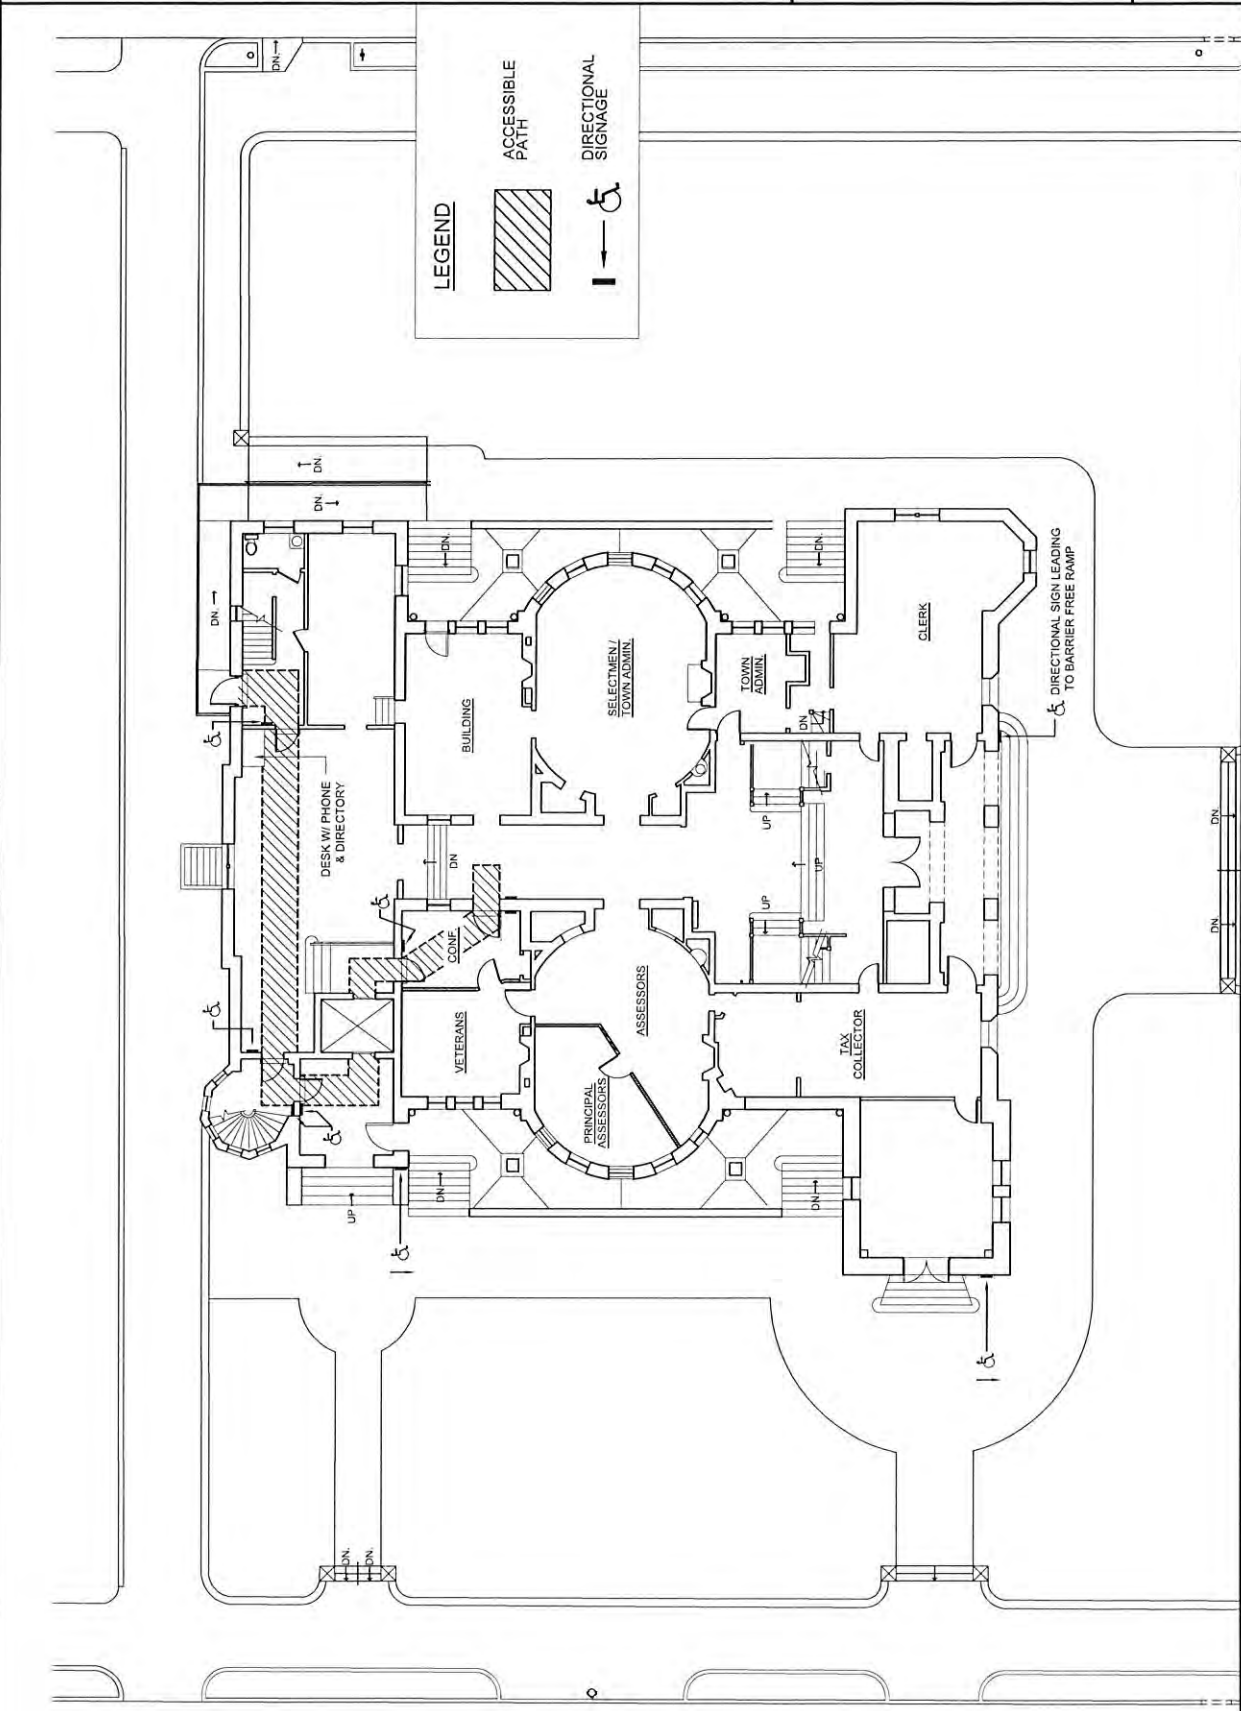 LEGEND
ACCESSIBLE
PATH
DIRECTIONAL
SIGNAGE
DN.
DN.
DN.
DN.
DN.
DN.
DESK W/ PHONE
& DIRECTORY
BUILDING
SELECTMEN /
TOWN ADMIN.
TOWN
ADMIN.
CLERK
DIRECTIONAL SIGN LEADING
TO BARRIER FREE RAMP
DN
DN
UP
UP
UP
CONF.
VETERANS
ASSESSORS
PRINCIPAL
ASSESSORS
TAX
COLLECTOR
UP
DN
DN
DN.
DN.
DN.
DN.